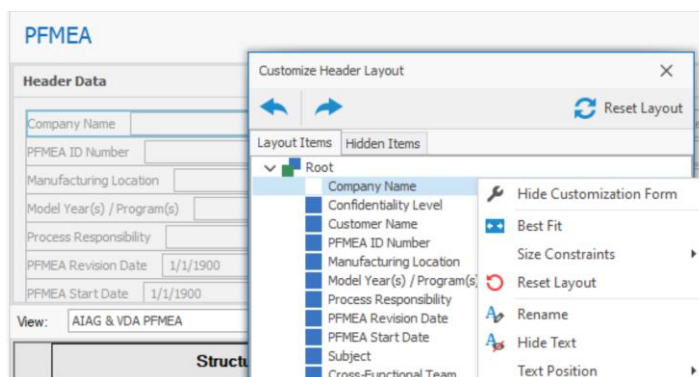 PFMEA
Header Data
Company Name
PFMEA ID Number
Manufacturing Location
Model Year(s) / Program(s)
Process Responsibility
PFMEA Revision Date 1/1/1900
PFMEA Start Date 1/1/1900
View: AIAG & VDA PFMEA
Structu
Customize Header Layout
Reset Layout
Layout Items Hidden Items
Root
Company Name
Confidentiality Level
Customer Name
PFMEA ID Number
Manufacturing Location
Model Year(s) / Program(s)
Process Responsibility
PFMEA Revision Date
PFMEA Start Date
Subject
Cross-Functional Team
Hide Customization Form
Best Fit
Size Constraints
Reset Layout
Rename
Hide Text
Text Position